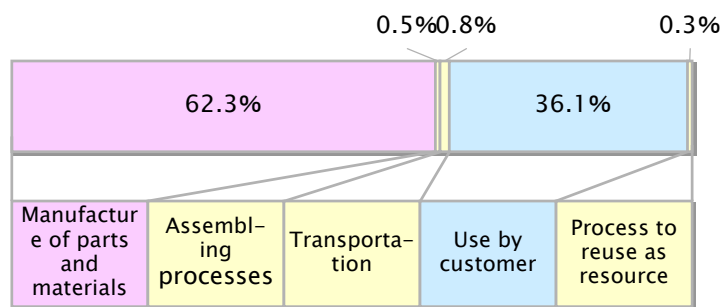 0.5% 0.8% 0.3%
62.3% 36.1%
Manufactur
e of parts
and
materials
Assembl-
ing
processes
Transporta-
tion
Use by
customer
Process to
reuse as
resource